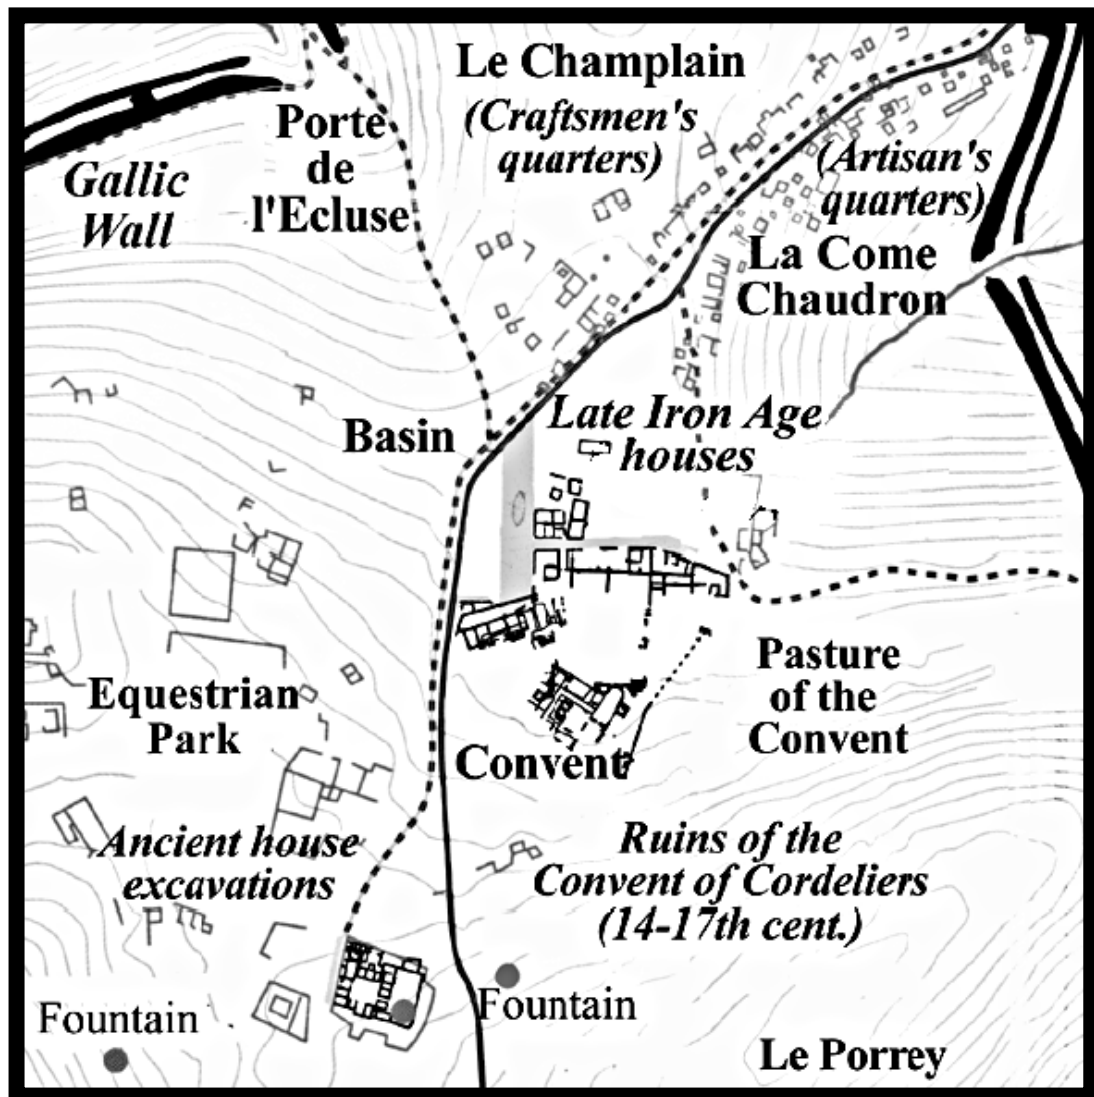 Le Champlain
(Craftsmen's
quarters)
Porte
de
l'Ecluse
Gallic
Wall
(Artisan's
quarters)
La Come
Chaudron
Basin
Late Iron Age
houses
Equestrian
Park
Pasture
of the
Convent
Convent
Ancient house
excavations
Ruins of the
Convent of Cordeliers
(14-17th cent.)
Fountain
Fountain
Le Porrey